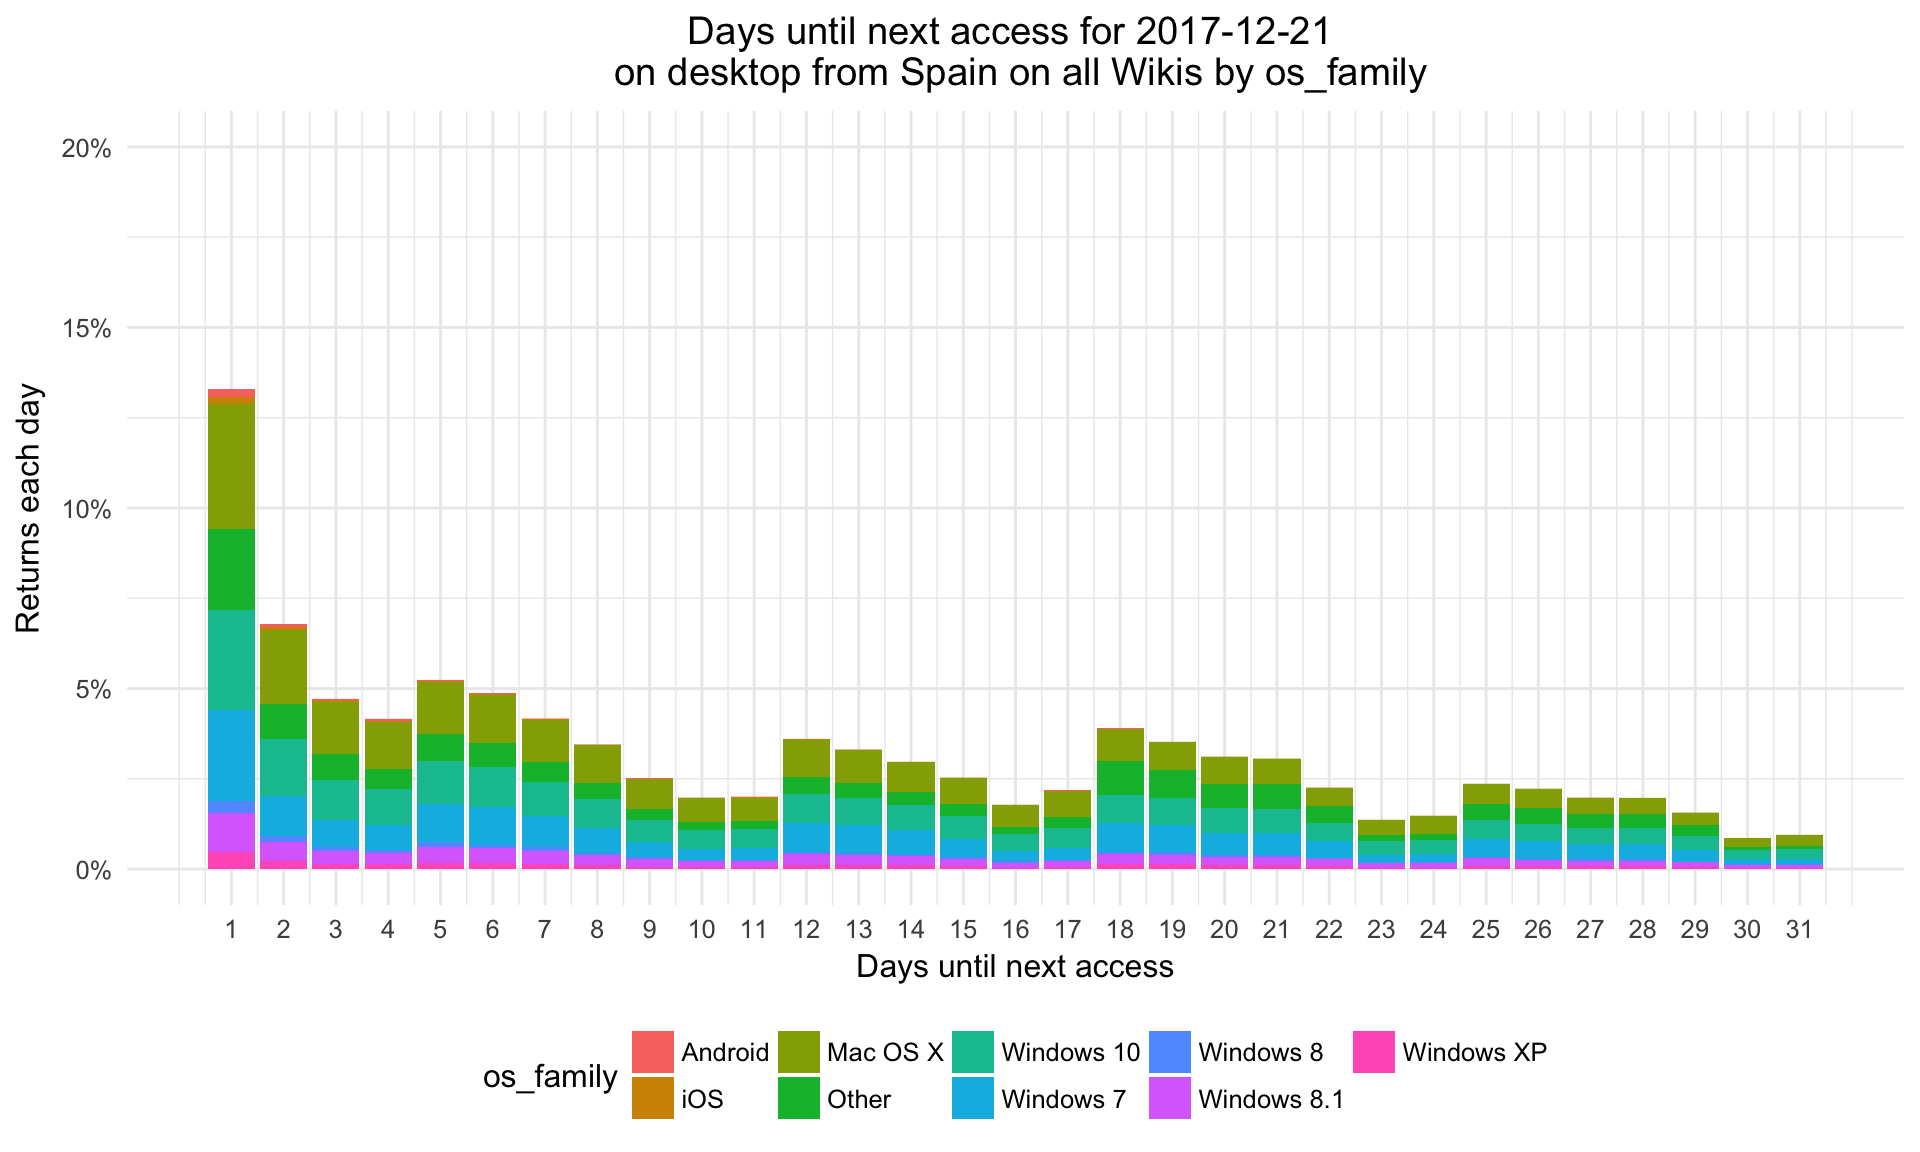 Days until next access for 2017-12-21
on desktop from Spain on all Wikis by os_family
Returns each day
20%
15%
10%
5%
0%
1 2 3 4 5 6 7 8 9 10 11 12 13 14 15 16 17 18 19 20 21 22 23 24 25 26 27 28 29 30 31
Days until next access
os_family
Android Mac OS X Windows 10 Windows 8 Windows XP
iOS Other Windows 7 Windows 8.1